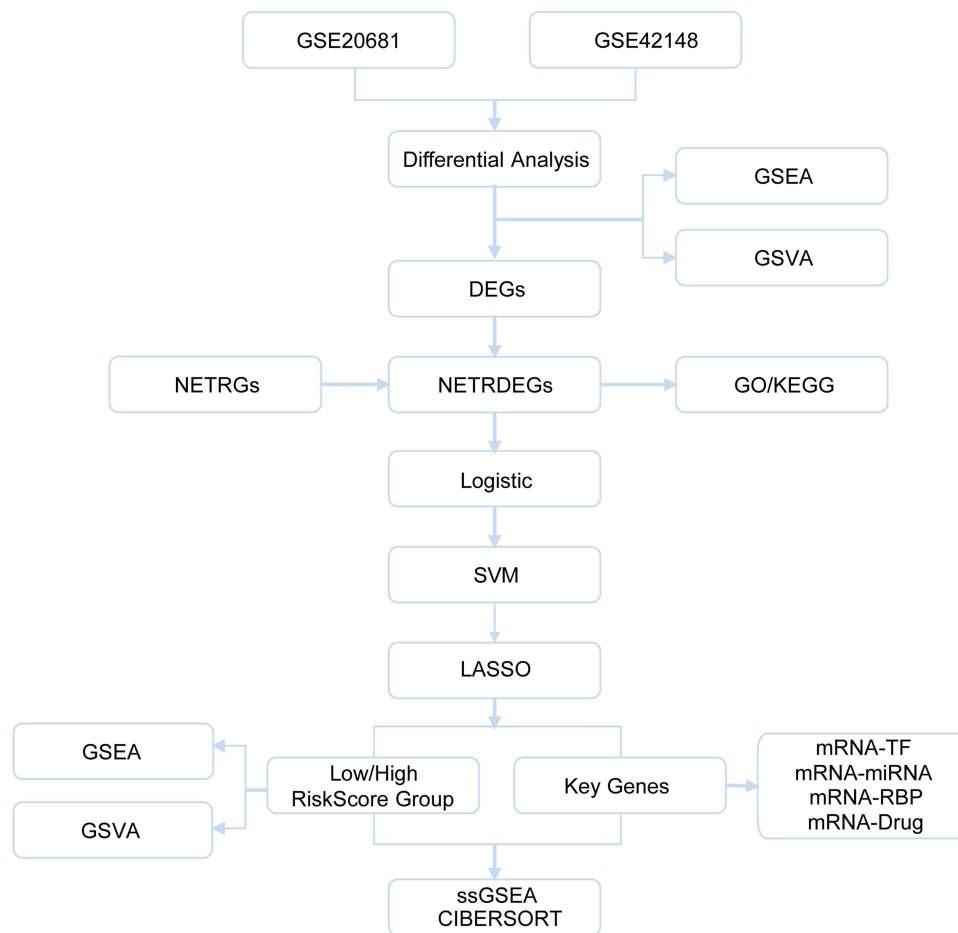 GSE20681
GSE42148
Differential Analysis
GSEA
GSVA
DEGs
NETRGs
NETRDEGs
GO/KEGG
Logistic
SVM
LASSO
GSEA
GSVA
Low/High
RiskScore Group
Key Genes
mRNA-TF
mRNA-miRNA
mRNA-RBP
mRNA-Drug
ssGSEA
CIBERSORT